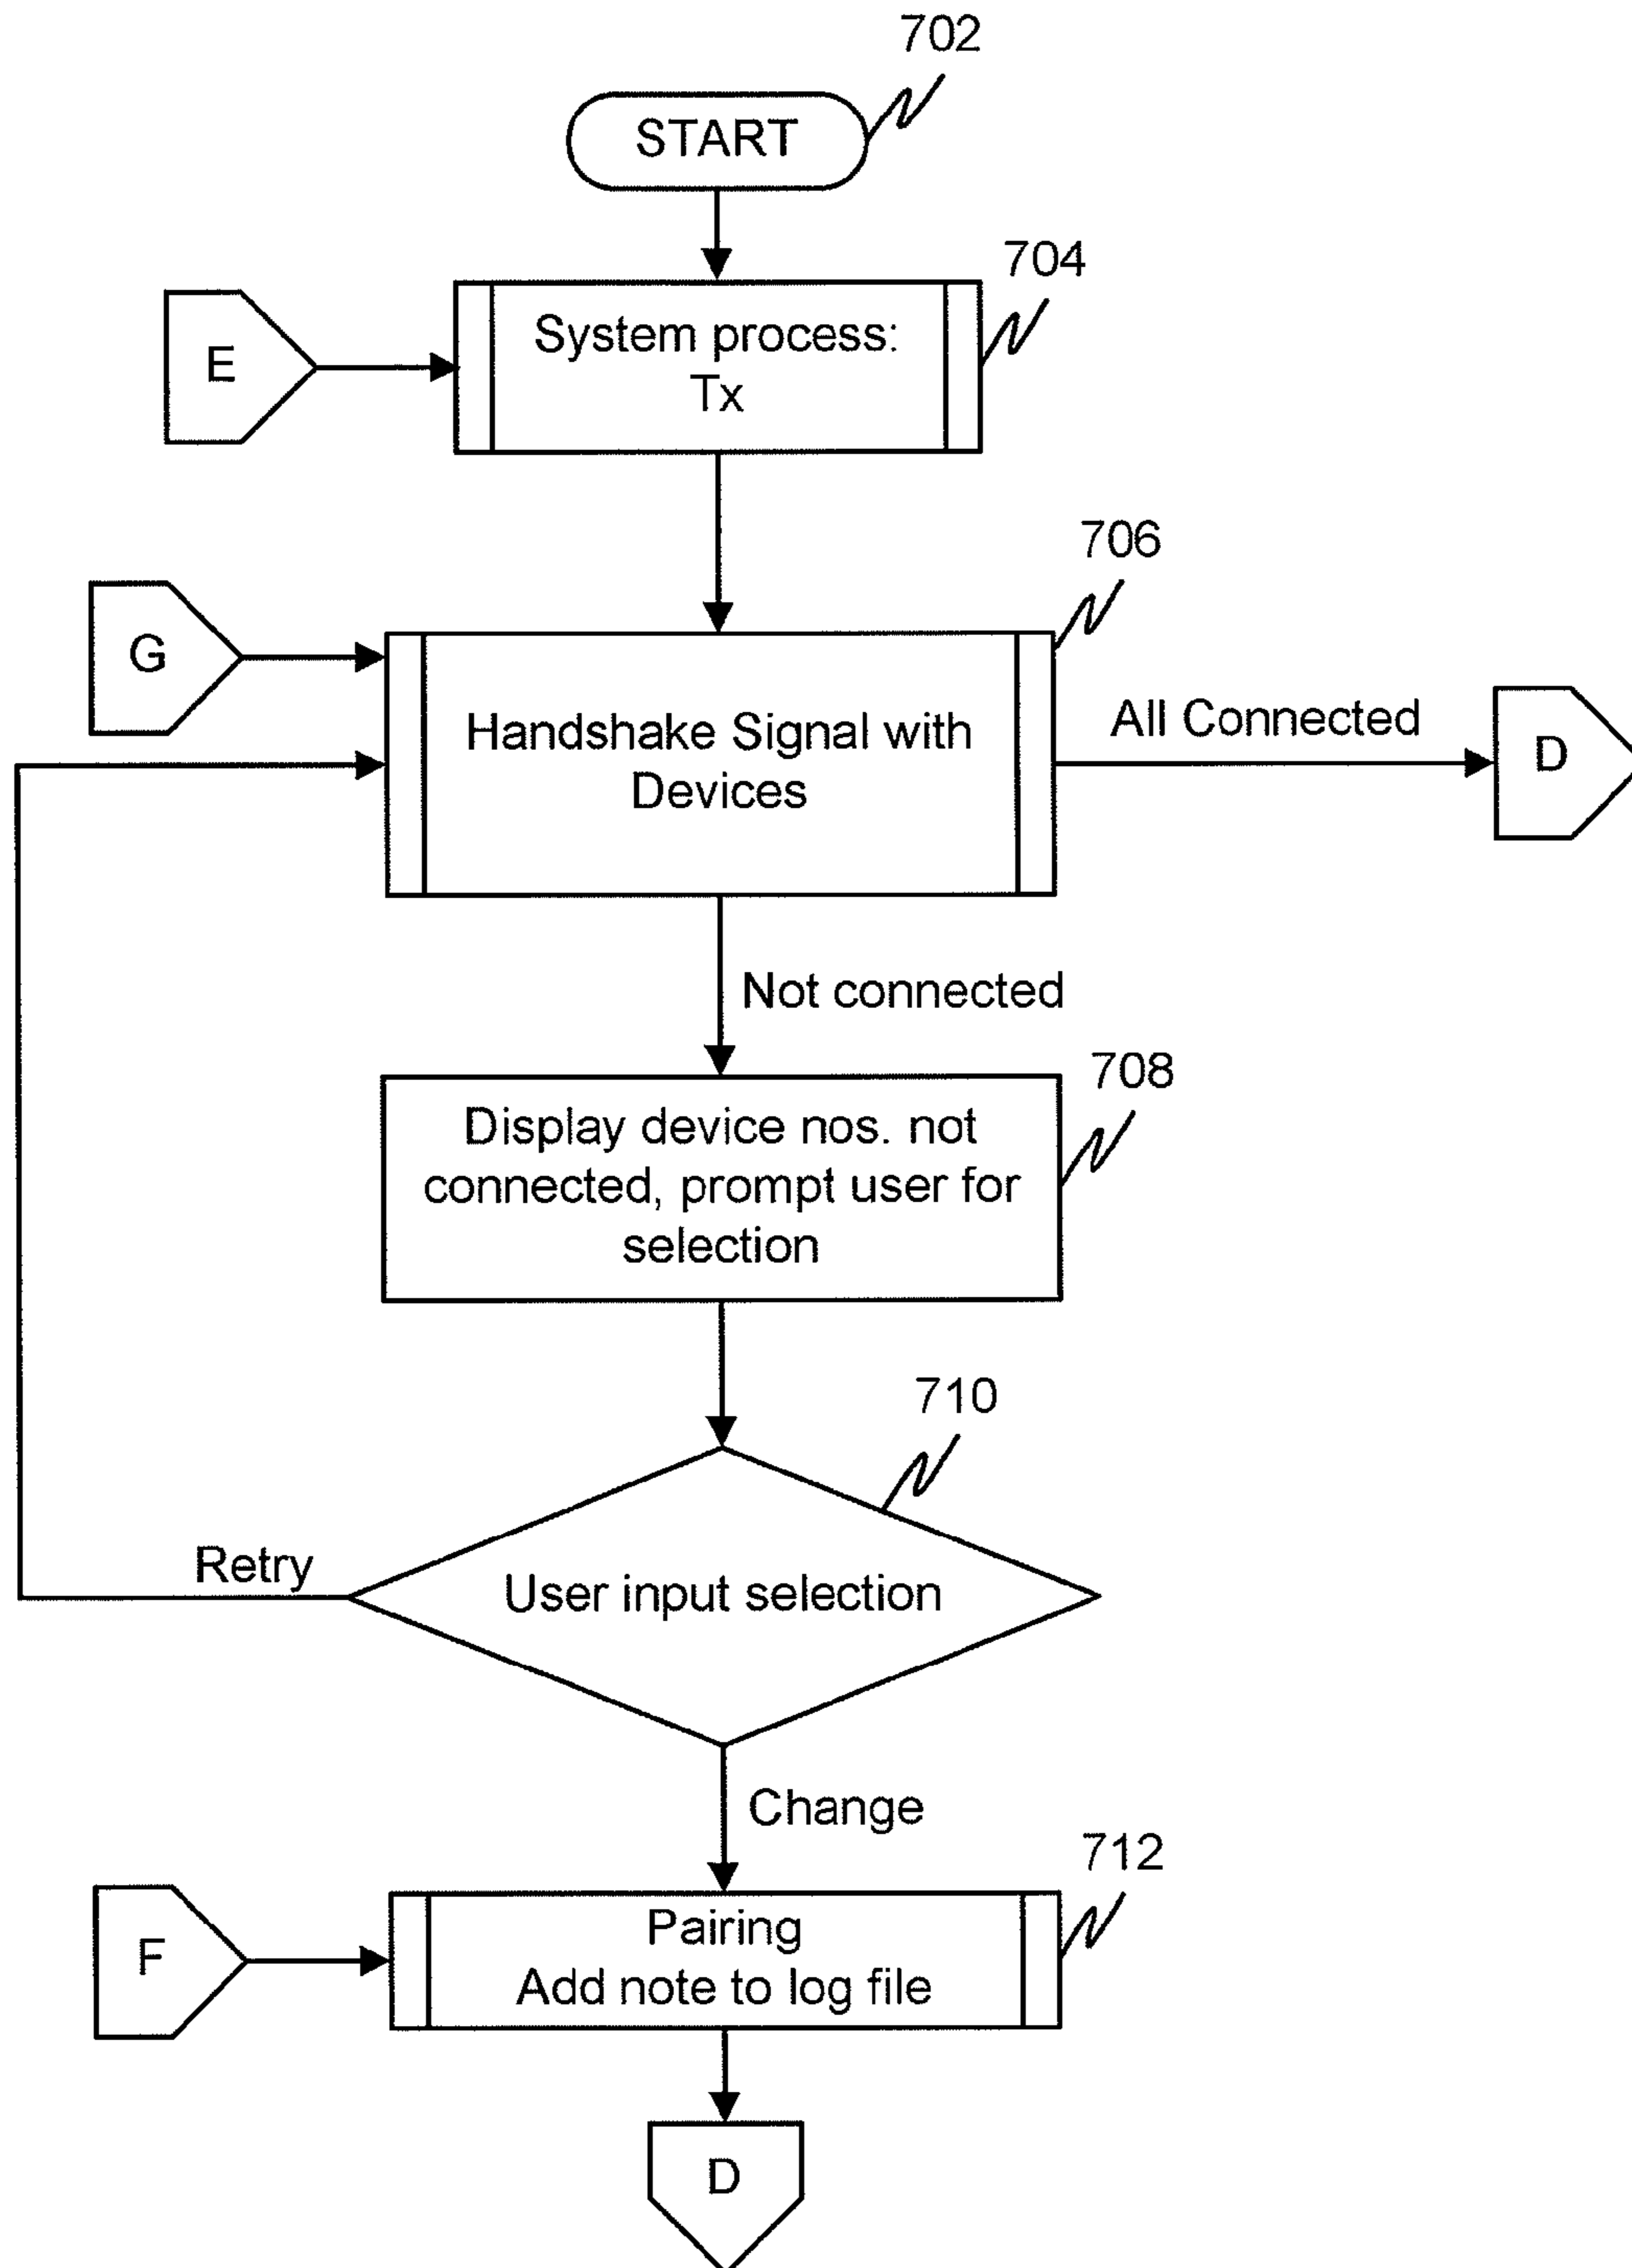 702
START
704
System process:
Tx
E
706
G
Handshake Signal with
Devices
All Connected
D
Not connected
708
Display device nos. not
connected, prompt user for
selection
710
Retry
User input selection
Change
712
F
Pairing
Add note to log file
D